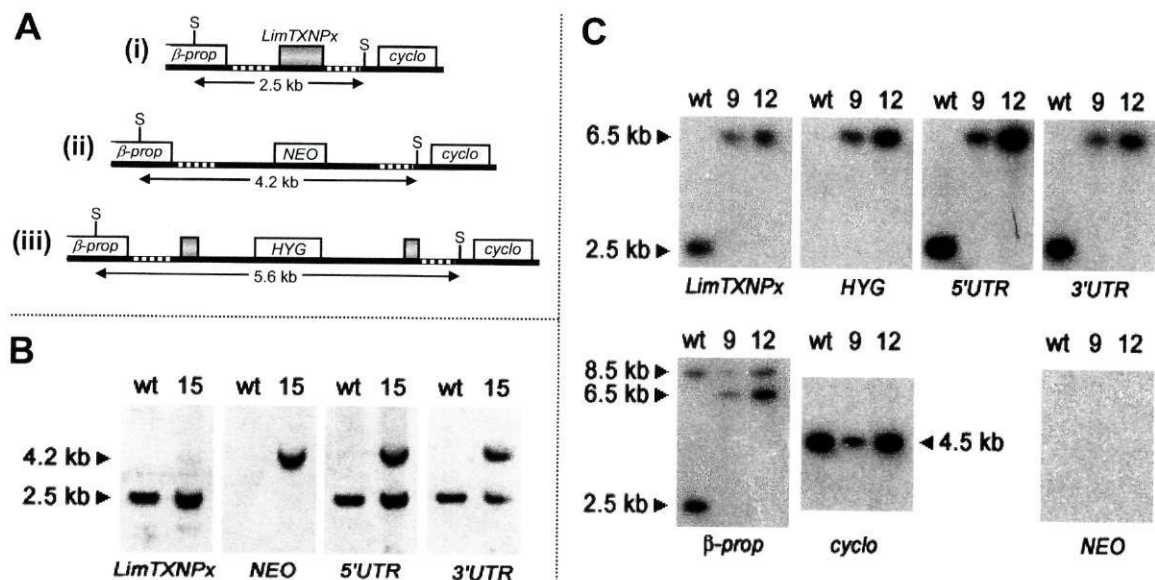 A
(i)
S
β-prop
LimTXNPx
S
cyclo
2.5 kb
(ii)
S
β-prop
NEO
S
cyclo
4.2 kb
(iii)
S
β-prop
HYG
S
cyclo
5.6 kb
B
wt 15 wt 15 wt 15 wt 15
4.2 kb
2.5 kb
LimTXNPx NEO 5'UTR 3'UTR
C
wt 9 12 wt 9 12 wt 9 12 wt 9 12
6.5 kb
2.5 kb
LimTXNPx HYG 5'UTR 3'UTR
wt 9 12 wt 9 12 wt 9 12
8.5 kb
6.5 kb
4.5 kb
2.5 kb
β-prop cyclo NEO